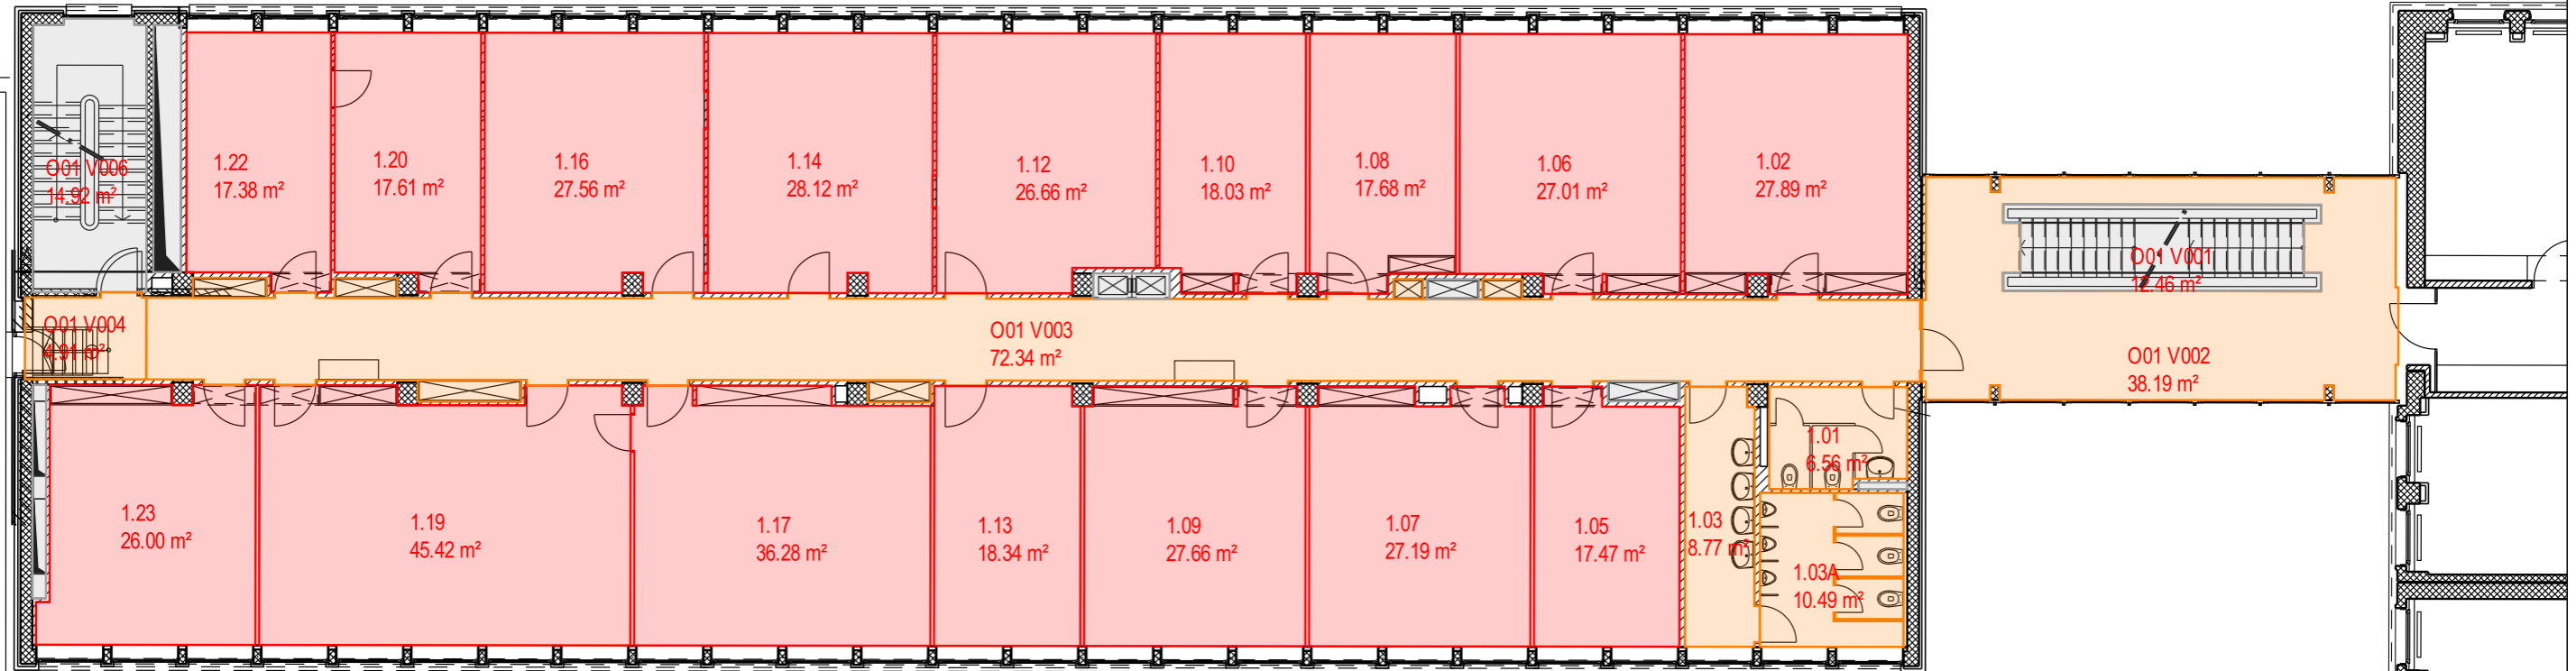 1.22
17.38 m²
1.20
17.61 m²
1.16
27.56 m²
1.14
28.12 m²
1.12
26.66 m²
1.10
18.03 m²
1.08
17.68 m²
1.06
27.01 m²
1.02
27.89 m²
O01 V006
14.92 m²
O01 V001
12.46 m²
O01 V004
4.91 m²
O01 V003
72.34 m²
O01 V002
38.19 m²
1.23
26.00 m²
1.19
45.42 m²
1.17
36.28 m²
1.13
18.34 m²
1.09
27.66 m²
1.07
27.19 m²
1.05
17.47 m²
1.03
8.77 m²
1.01
6.56 m²
1.03A
10.49 m²